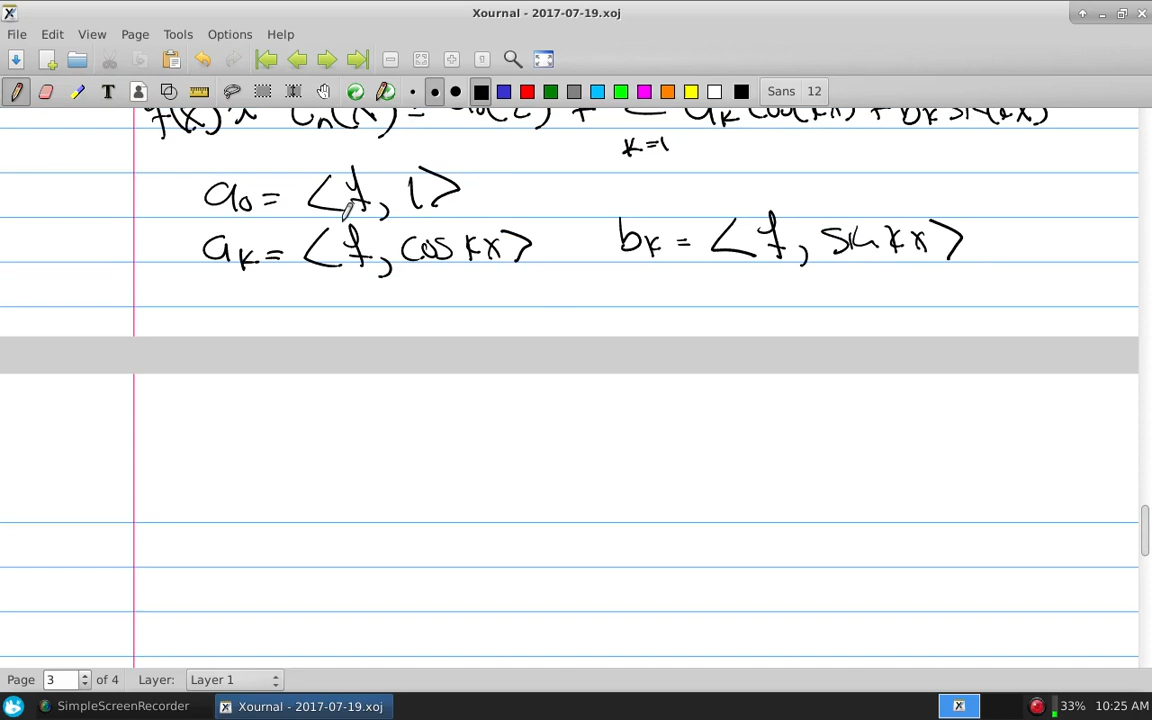 Xournal - 2017-07-19.xoj
File Edit View Page Tools Options Help
Sans 12
k=1
a₀ = <f, 1>
aₖ = <f, cos kx> bₖ = <f, sin kx>
Page 3 of 4 Layer: Layer 1
SimpleScreenRecorder Xournal - 2017-07-19.xoj 33% 10:25 AM